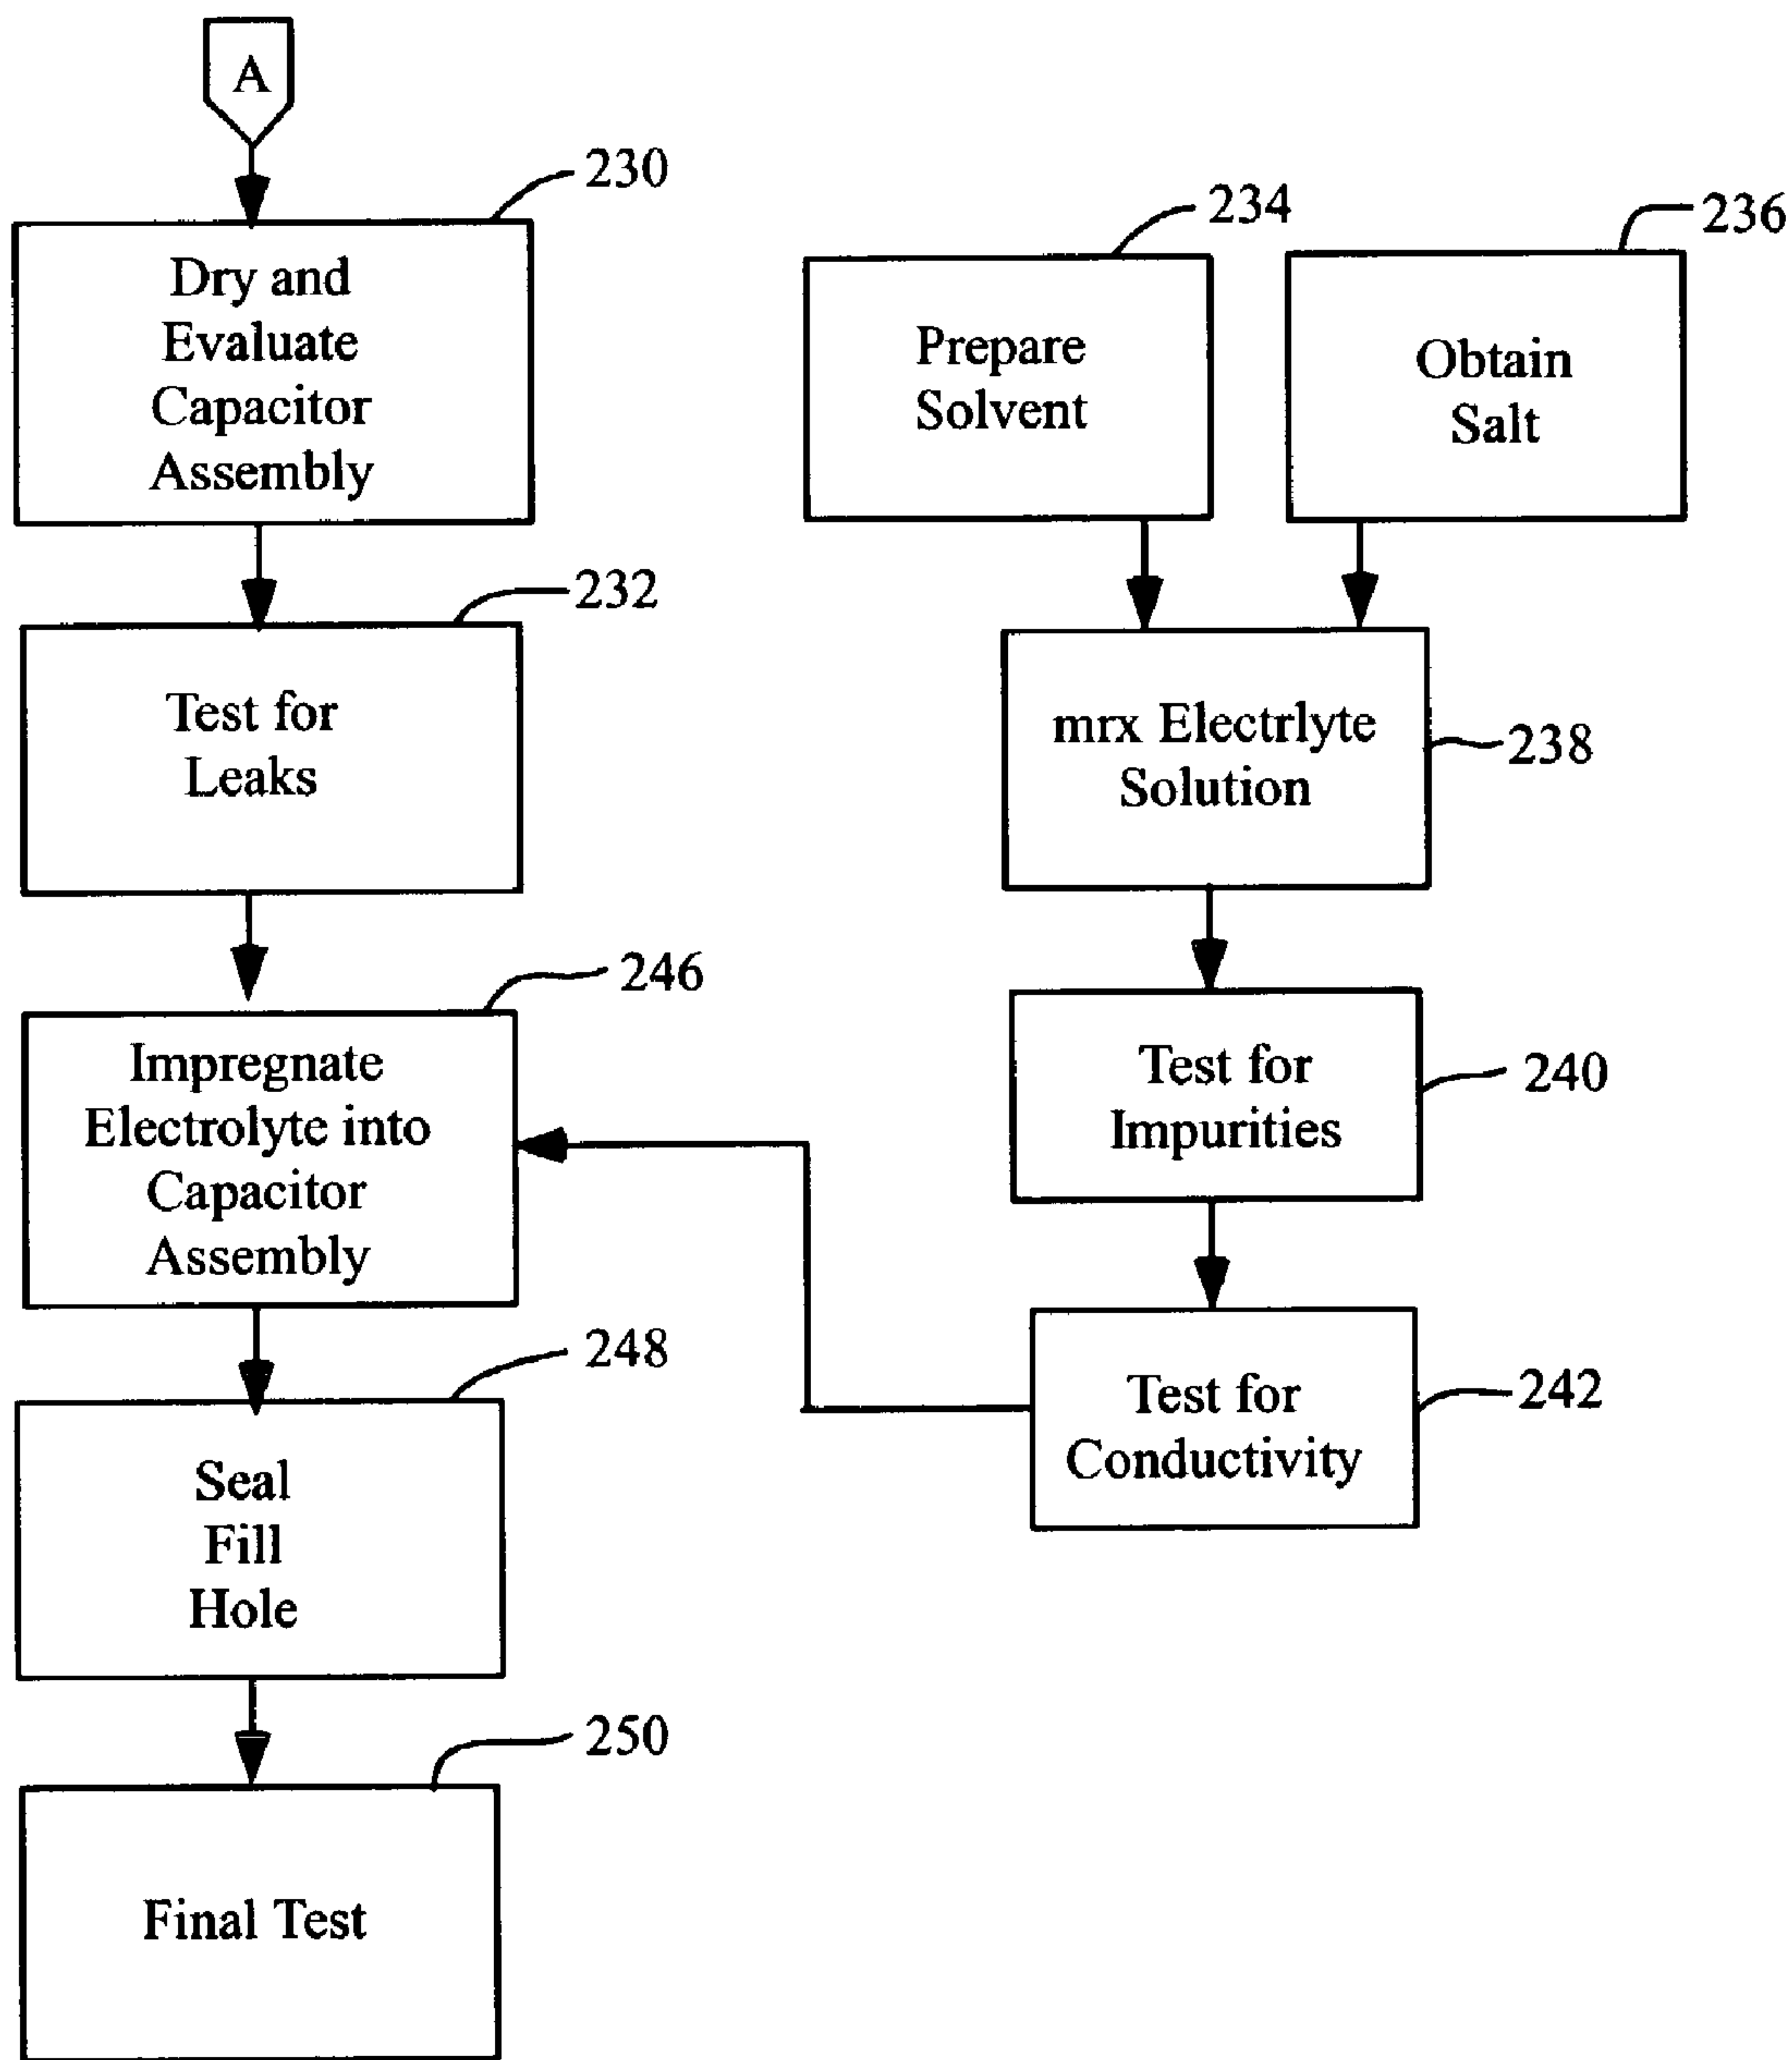 A
230
Dry and
Evaluate
Capacitor
Assembly
232
Test for
Leaks
246
Impregnate
Electrolyte into
Capacitor
Assembly
248
Seal
Fill
Hole
250
Final Test
234
Prepare
Solvent
236
Obtain
Salt
mrx Electrlyte
Solution
238
Test for
Impurities
240
Test for
Conductivity
242